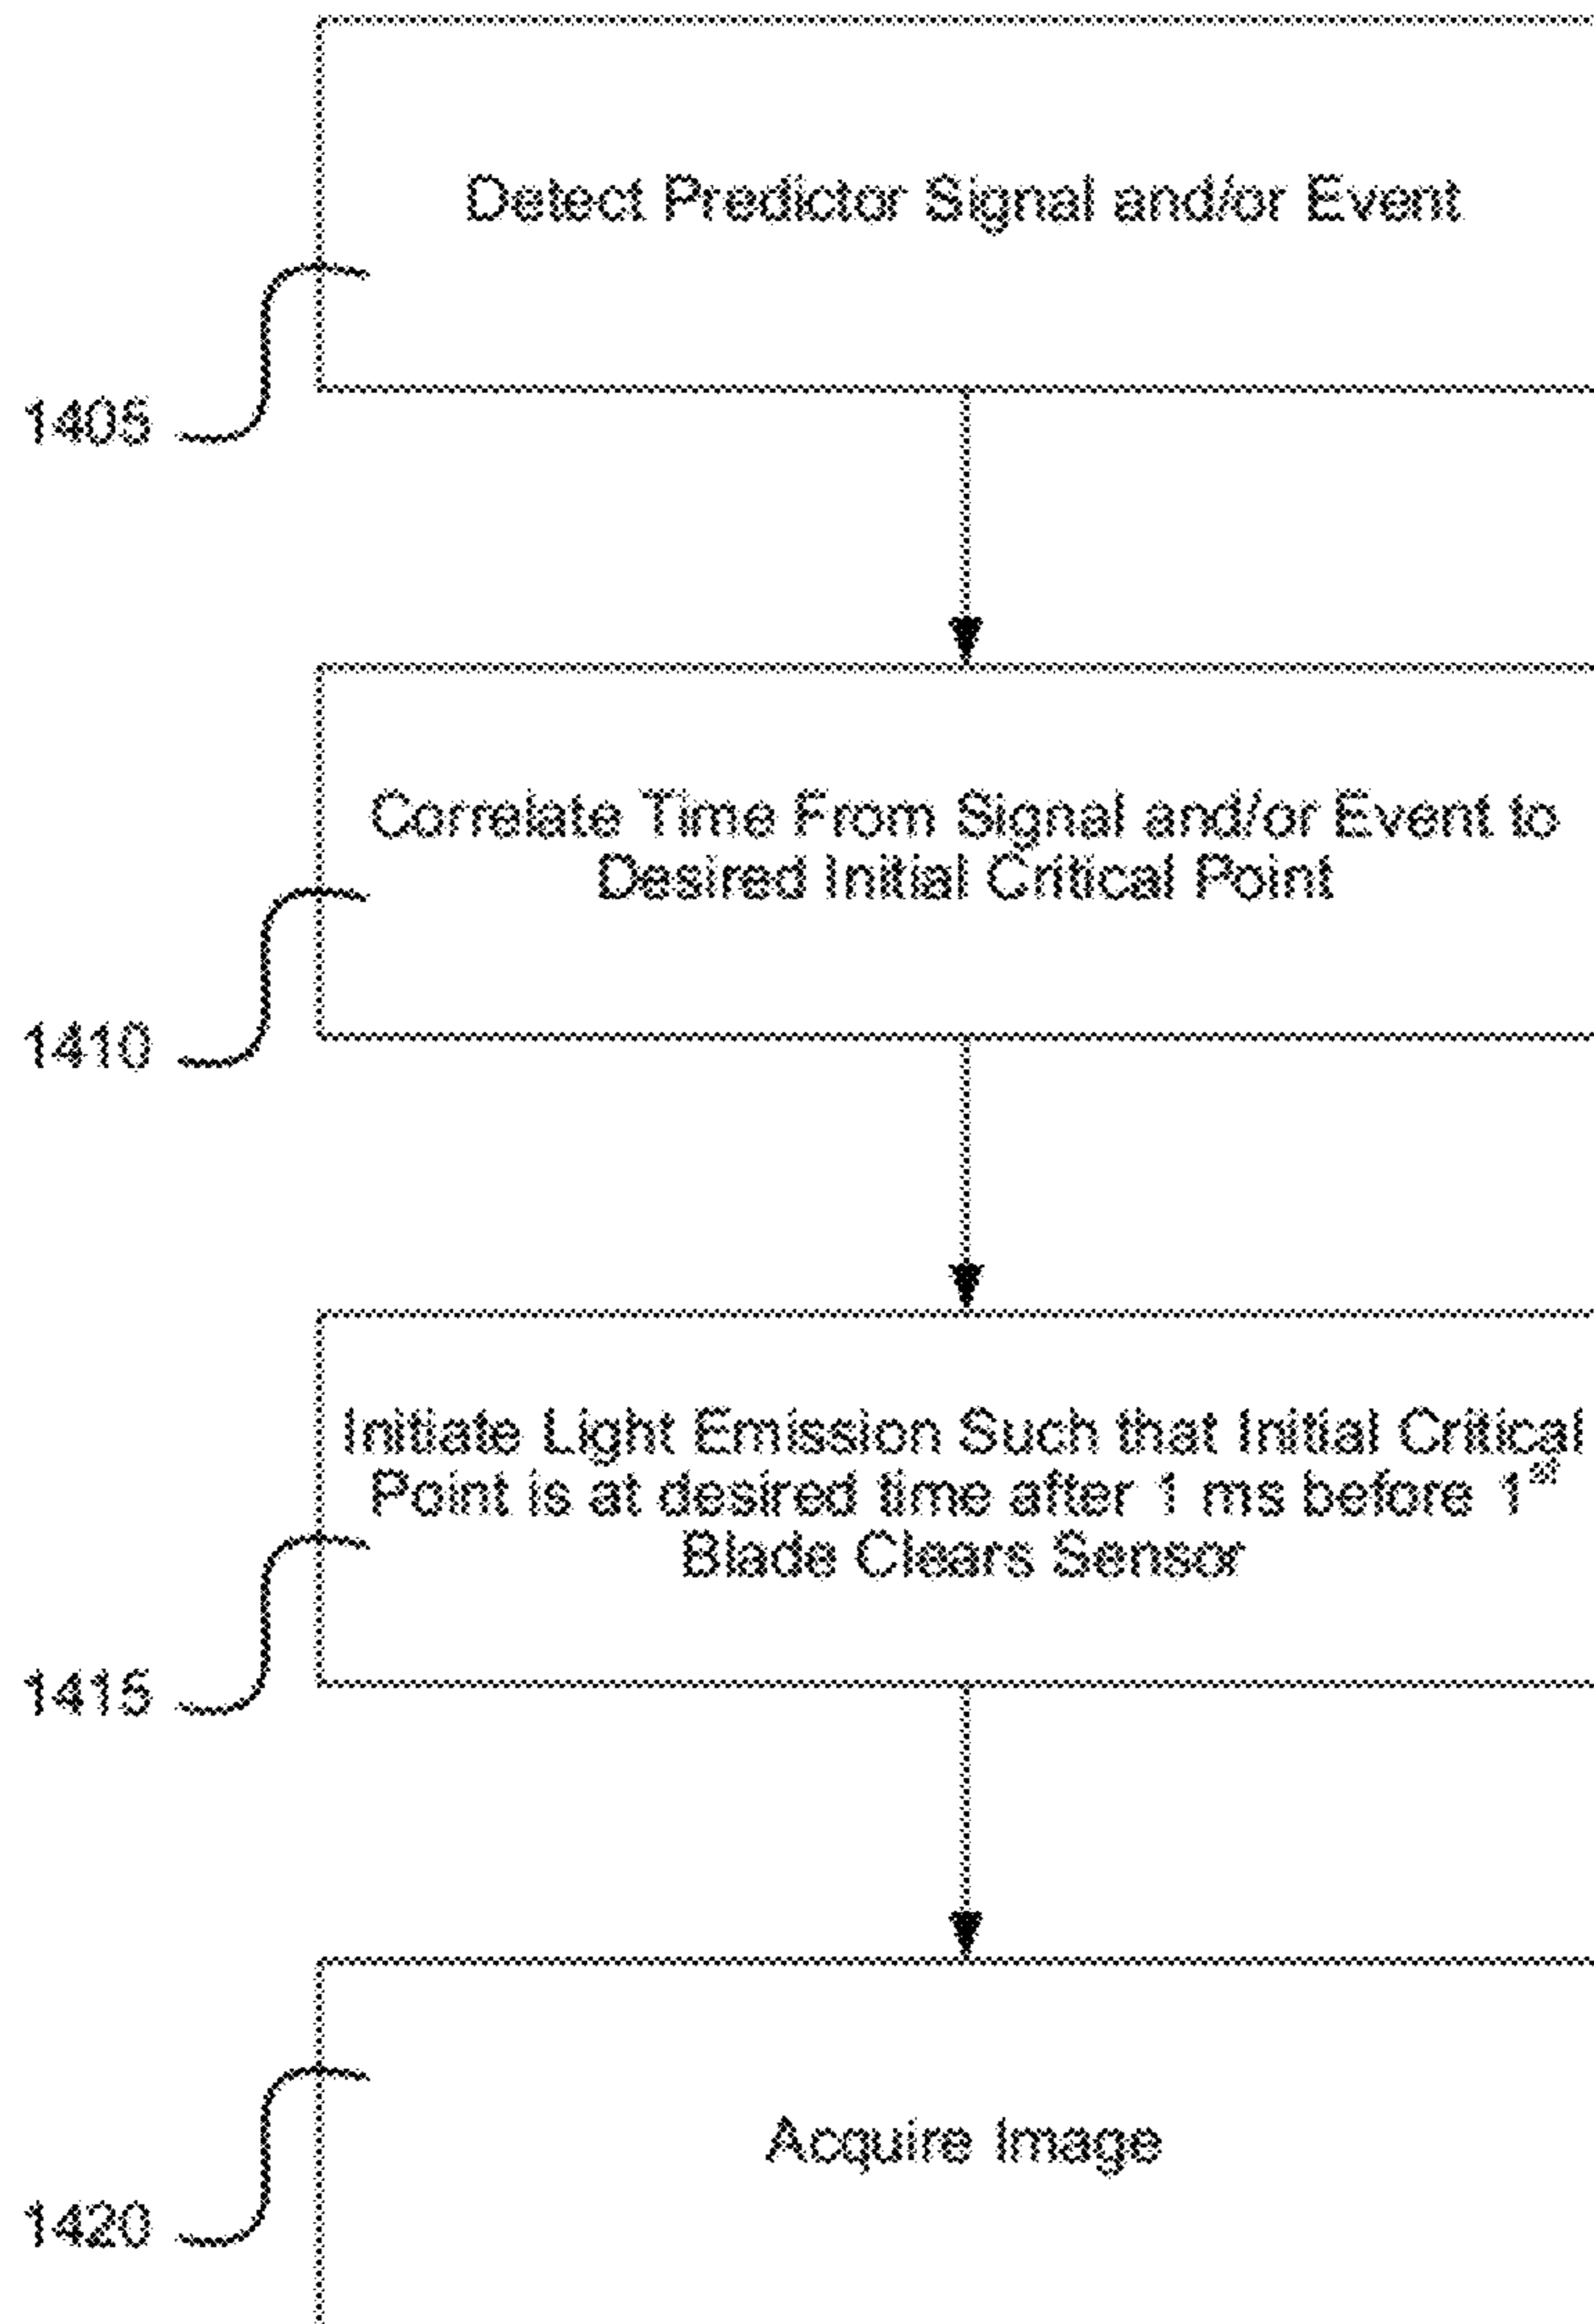 Detect Predictor Signal and/or Event
1405
Correlate Time From Signal and/or Event to
Desired Initial Critical Point
1410
Initiate Light Emission Such that Initial Critical
Point is at desired time after 1 ms before 1st
Blade Clears Sensor
1415
Acquire Image
1420